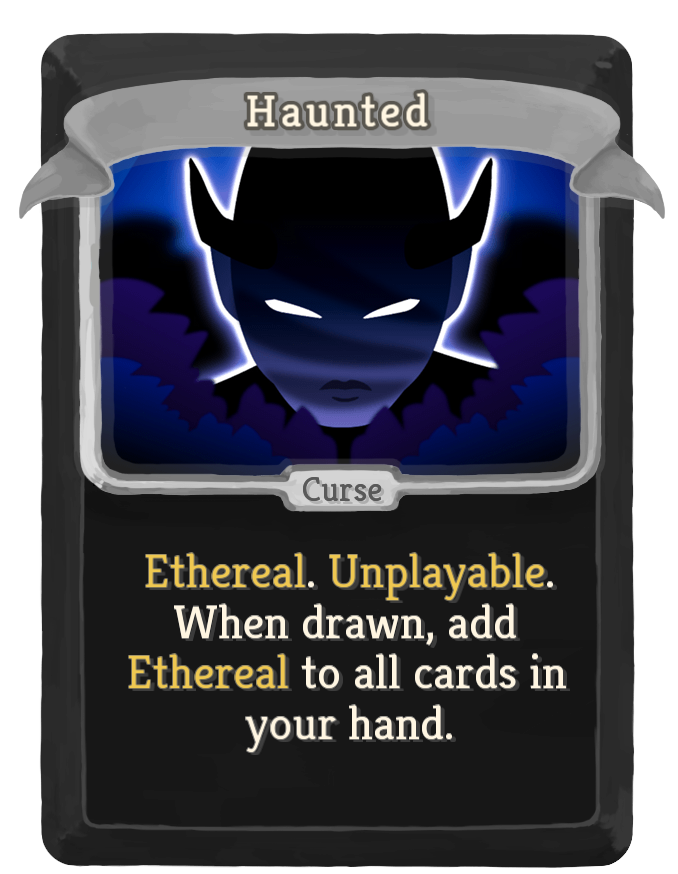 Haunted
Curse
Ethereal. Unplayable.
When drawn, add
Ethereal to all cards in
your hand.